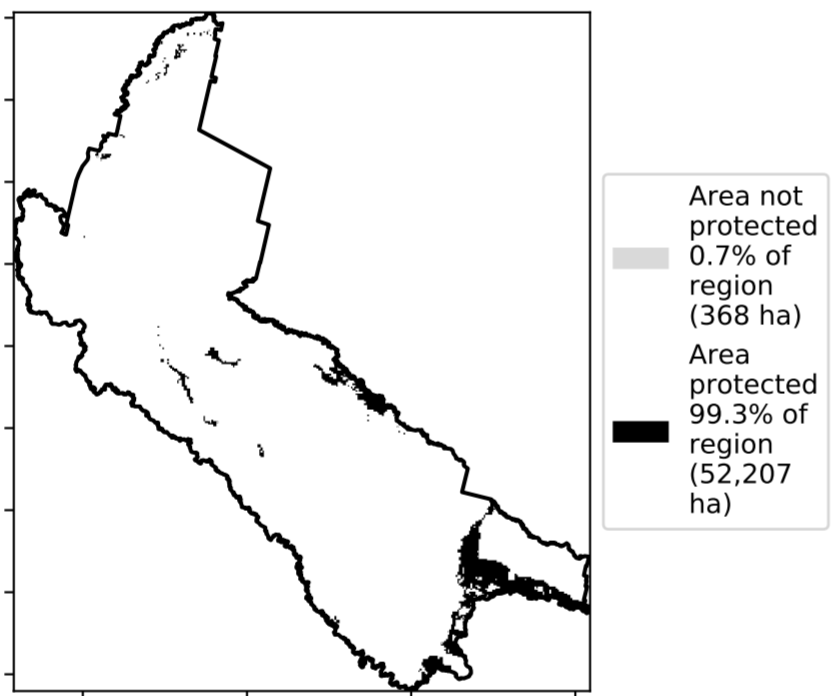 Area not
protected
0.7% of
region
(368 ha)
Area
protected
99.3% of
region
(52,207
ha)